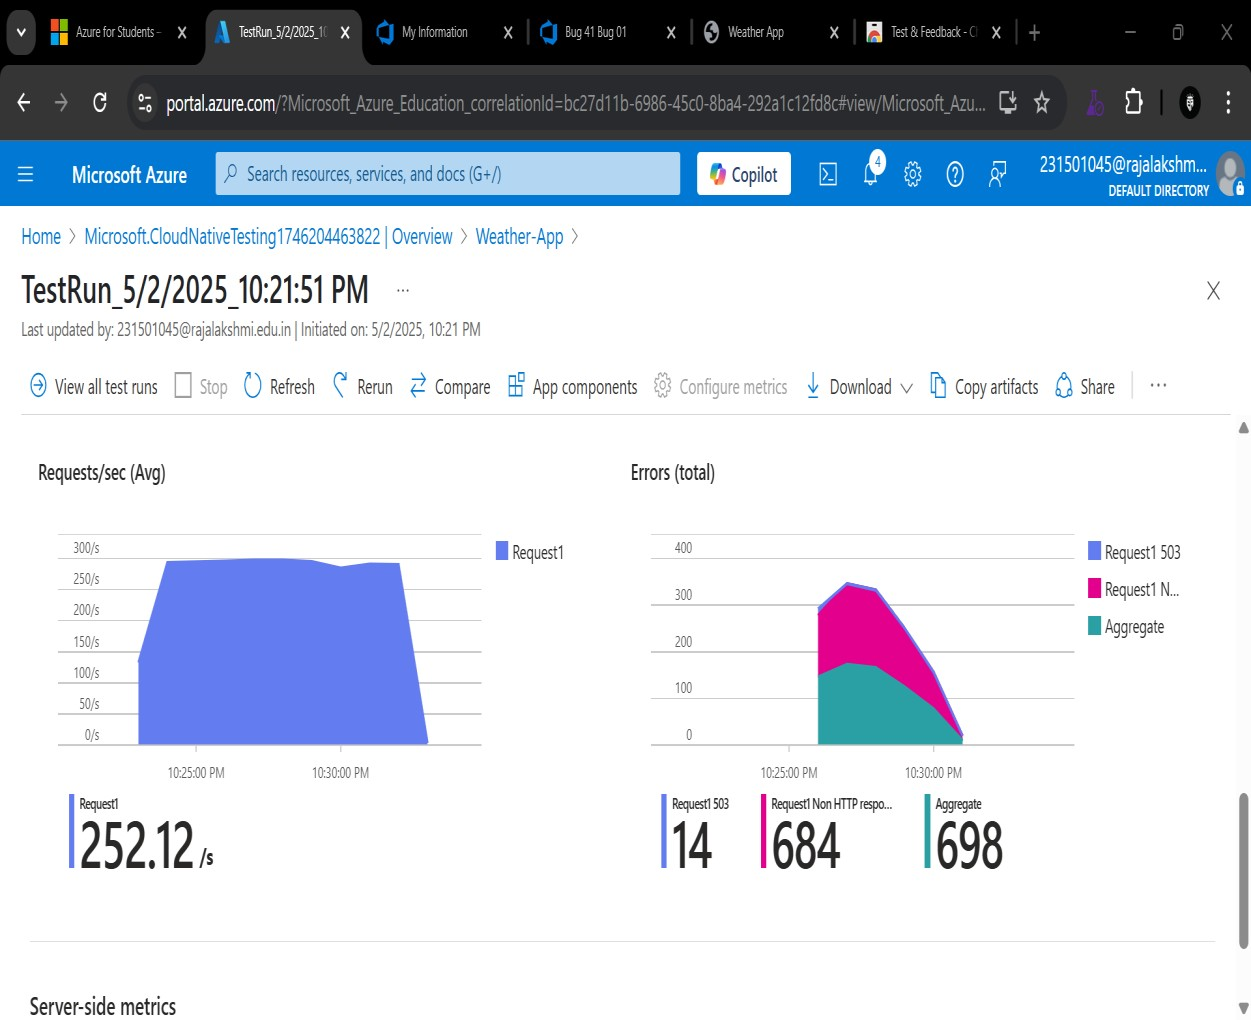 Azure for Students -
TestRun_5/2/2025_10
My Information
Bug 41 Bug 01
Weather App
Test & Feedback - C
portal.azure.com/?Microsoft_Azure_Education_correlationId=bc27d11b-6986-45c0-8ba4-292a1c12fd8c#view/Microsoft_Azu...
Microsoft Azure
Search resources, services, and docs (G+/)
Copilot
4
231501045@rajalakshm...
DEFAULT DIRECTORY
Home > Microsoft.CloudNativeTesting1746204463822 | Overview > Weather-App >
TestRun_5/2/2025_10:21:51 PM ...
Last updated by: 231501045@rajalakshmi.edu.in | Initiated on: 5/2/2025, 10:21 PM
View all test runs
Stop
Refresh
Rerun
Compare
App components
Configure metrics
Download
Copy artifacts
Share
...
Requests/sec (Avg)
300/s
250/s
200/s
150/s
100/s
50/s
0/s
10:25:00 PM
10:30:00 PM
Request1
Request1
252.12 /s
Errors (total)
400
300
200
100
0
10:25:00 PM
10:30:00 PM
Request1 503
Request1 N...
Aggregate
Request1 503
14
Request1 Non HTTP respo...
684
Aggregate
698
Server-side metrics